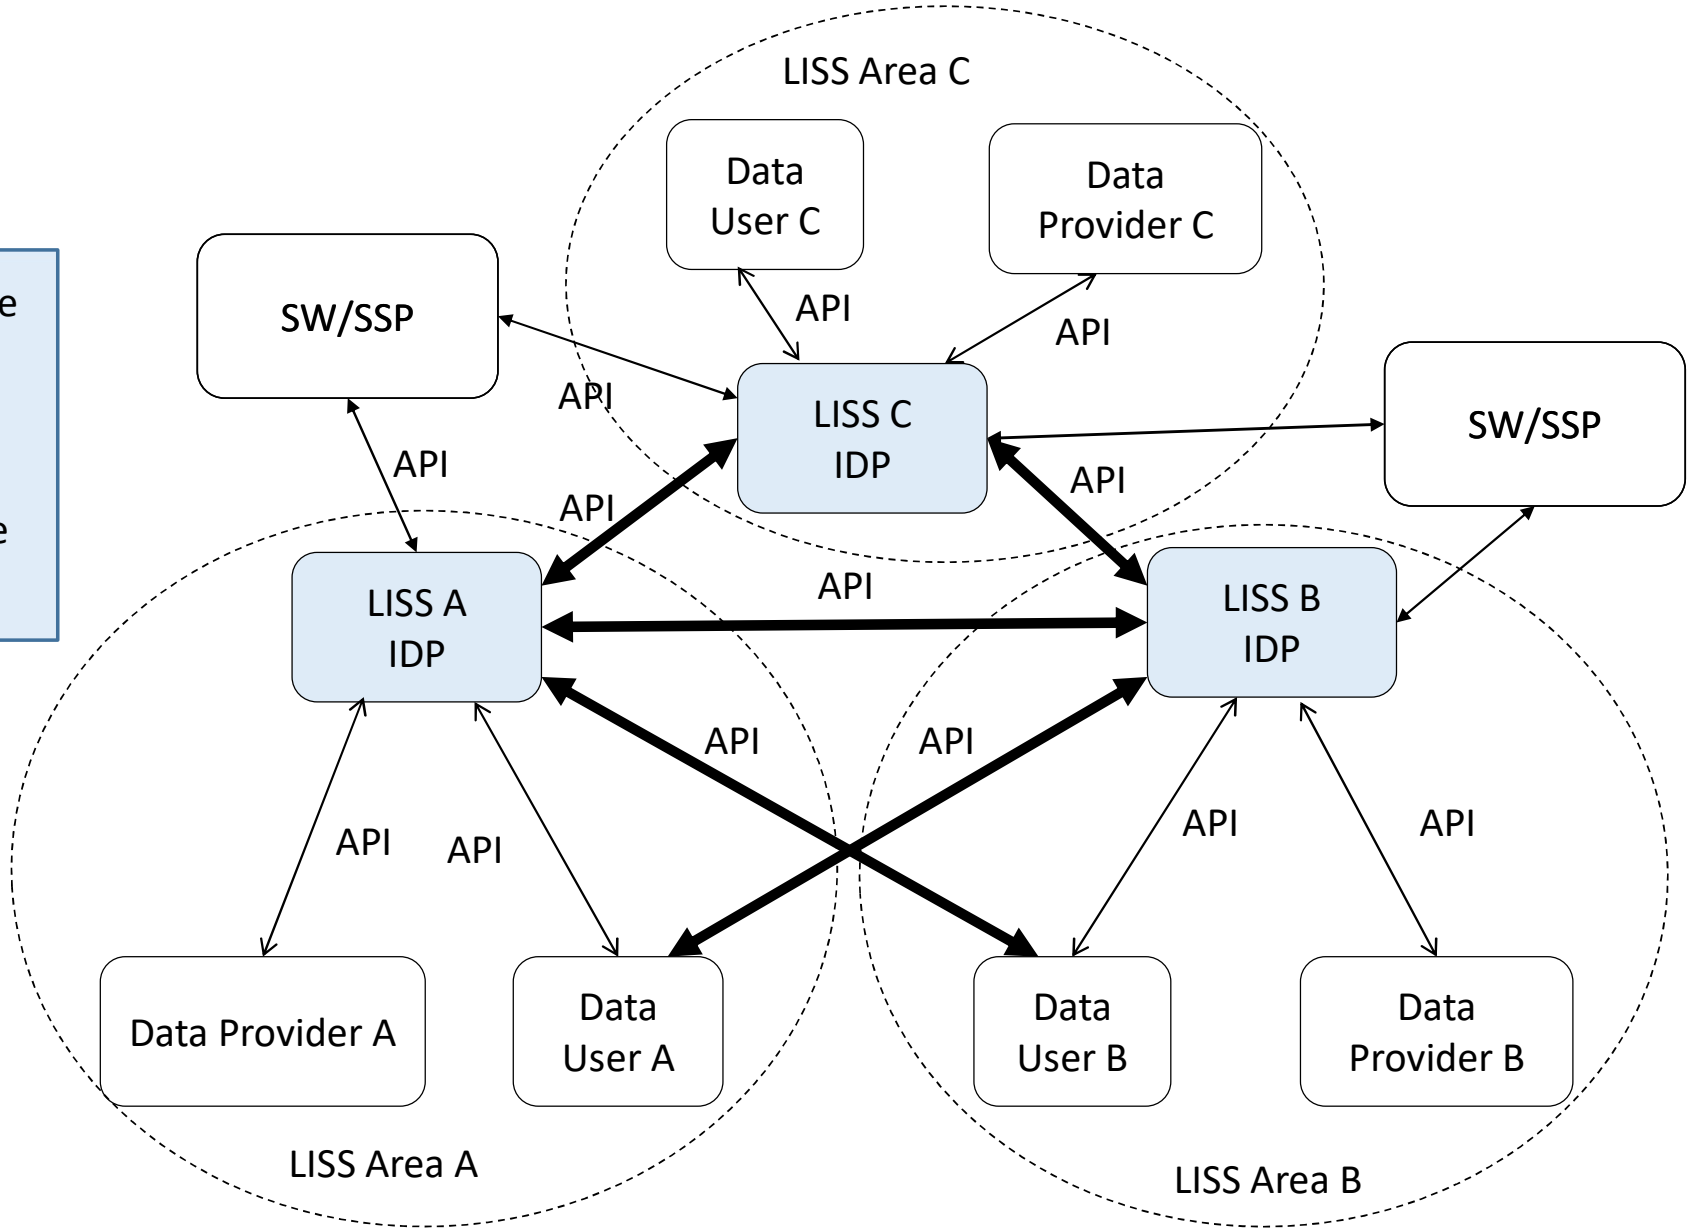 LISS Area C
Data
User C
Data
Provider C
SW/SSP
API
API
SW/SSP
API
LISS C
IDP
API
API
API
LISS A
IDP
API
LISS B
IDP
API
API
API
API
API
API
Data Provider A
Data
User A
Data
User B
Data
Provider B
LISS Area A
LISS Area B